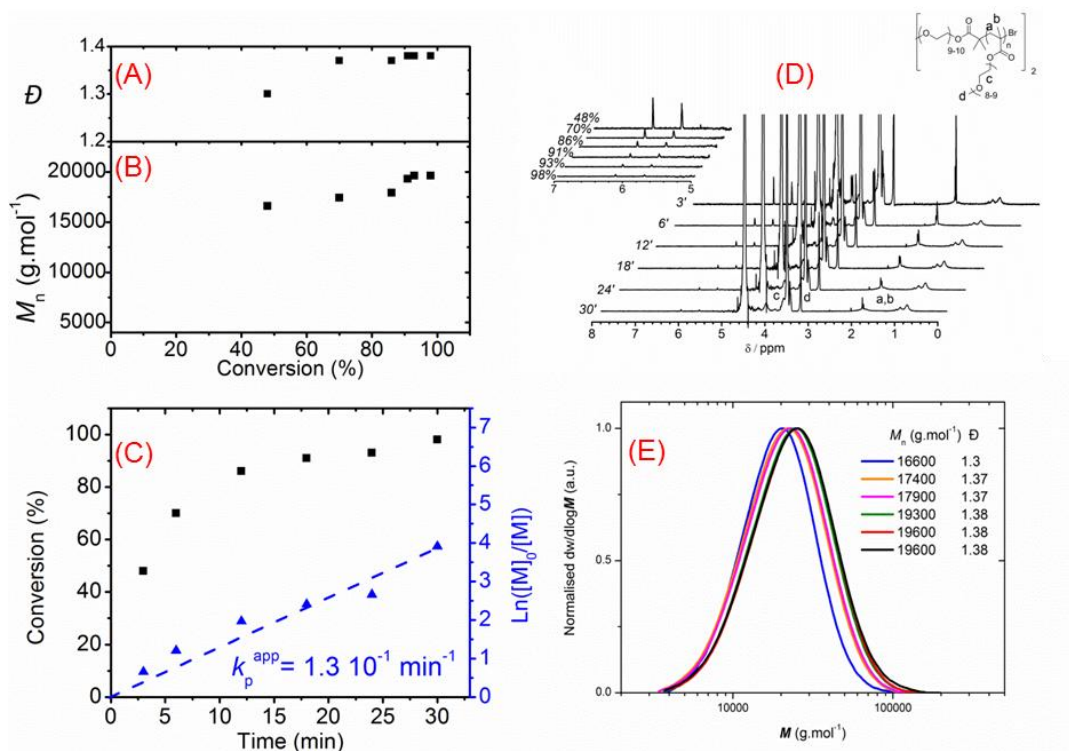 (A)
Đ
1.4
1.3
1.2
(B)
Mn (g.mol-1)
20000
15000
10000
5000
0 20 40 60 80 100
Conversion (%)
(C)
Conversion (%)
100
80
60
40
20
0
0 5 10 15 20 25 30
Time (min)
7
6
5
4
3
2
1
0
Ln([M]0/[M])
kp app = 1.3 10-1 min-1
(D)
O
O
9-10
O
a b
n
Br
O
O
c
d
O
8-9
2
48%
70%
86%
91%
93%
98%
7 6 5
3'
6'
12'
18'
24'
30'
c d a,b
8 7 6 5 4 3 2 1 0
δ / ppm
(E)
Normalised dw/dlogM (a.u.)
1.0
0.5
0.0
10000 100000
M (g.mol-1)
Mn (g.mol-1) Đ
16600 1.3
17400 1.37
17900 1.37
19300 1.38
19600 1.38
19600 1.38